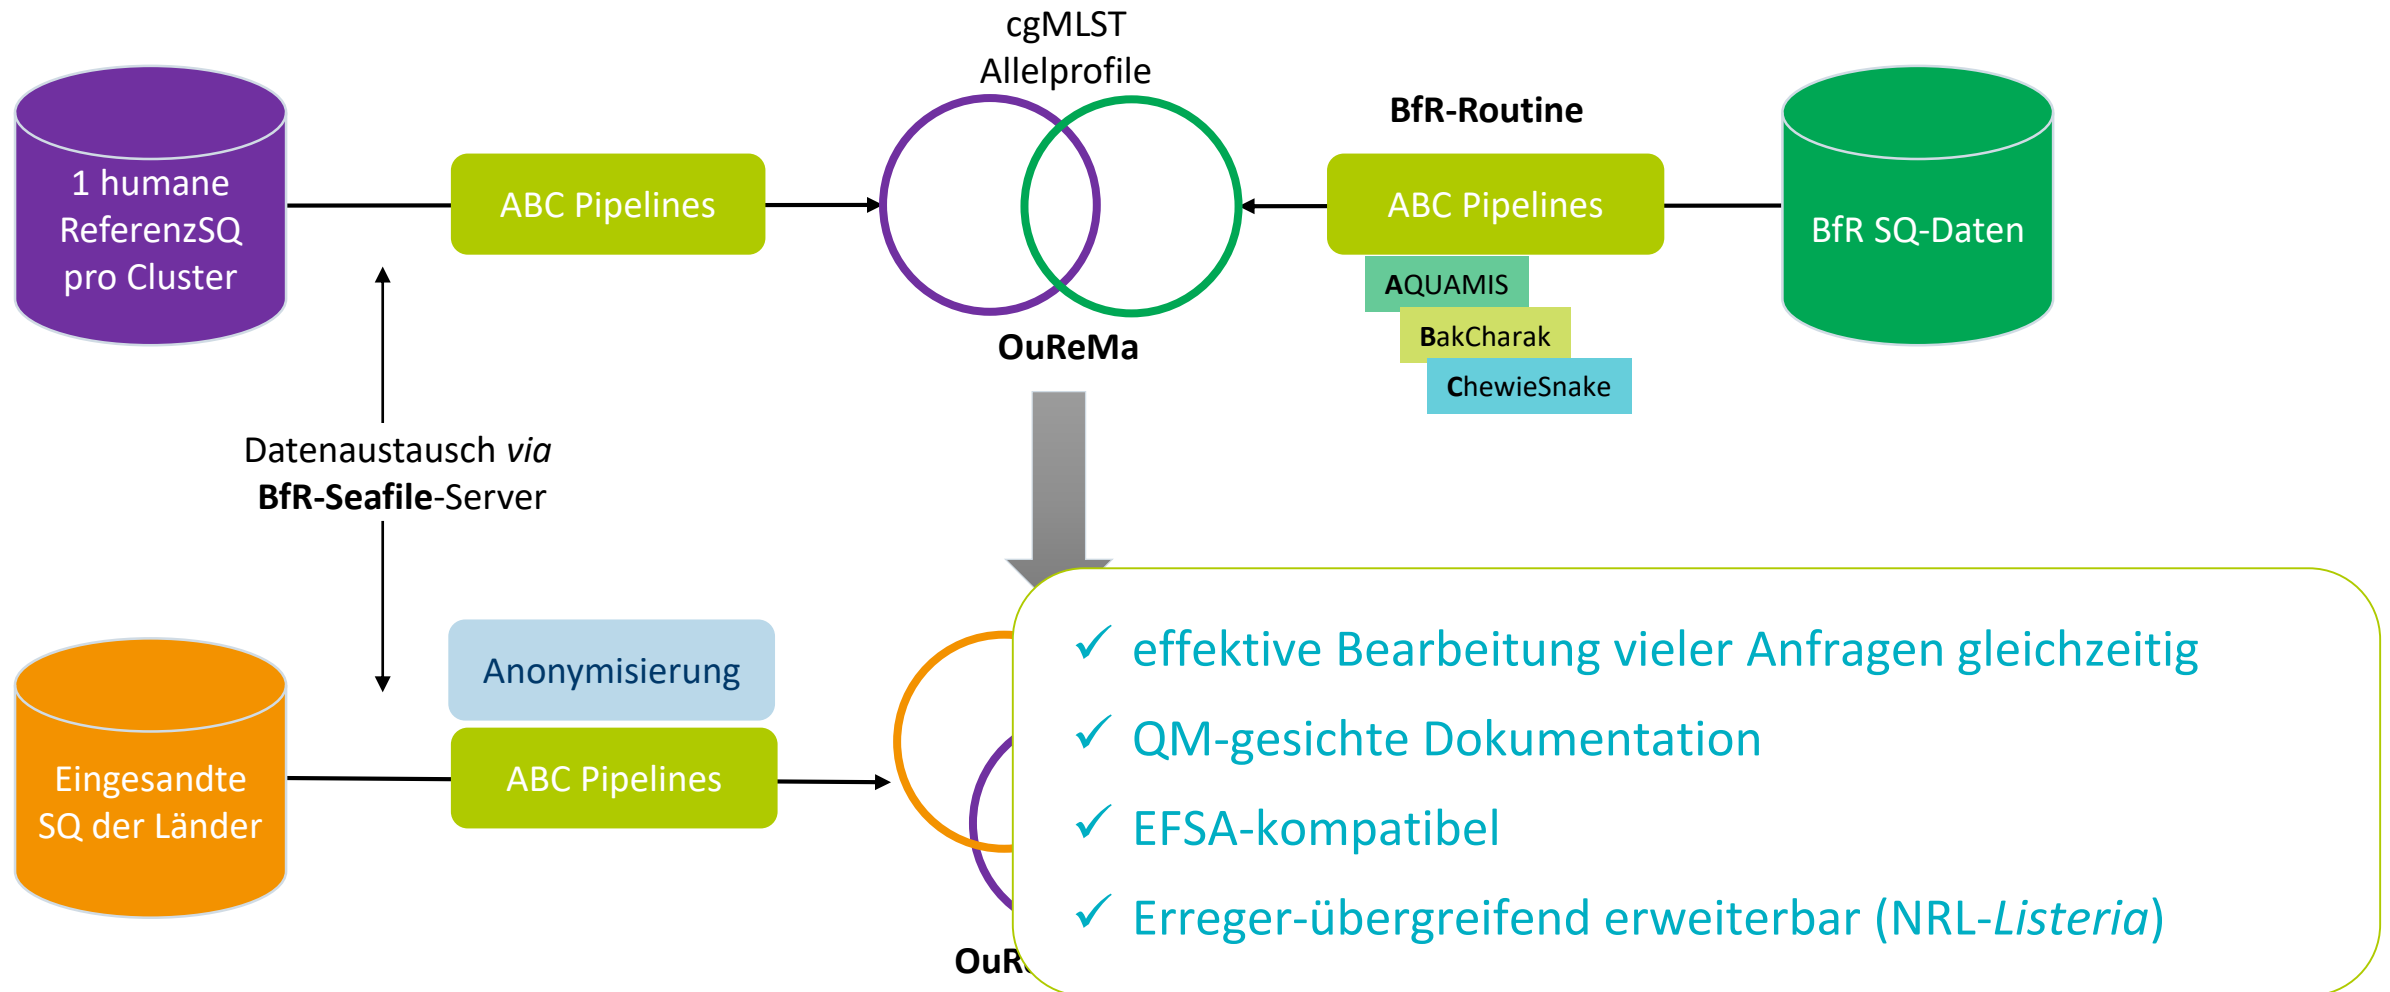 cgMLST
Allelprofile
1 humane
ReferenzSQ
pro Cluster
ABC Pipelines
BfR-Routine
ABC Pipelines
BfR SQ-Daten
AQUAMIS
BakCharak
ChewieSnake
OuReMa
Datenaustausch via
BfR-Seafile-Server
Anonymisierung
ABC Pipelines
Eingesandte
SQ der Länder
✓ effektive Bearbeitung vieler Anfragen gleichzeitig
✓ QM-gesichte Dokumentation
✓ EFSA-kompatibel
✓ Erreger-übergreifend erweiterbar (NRL-Listeria)